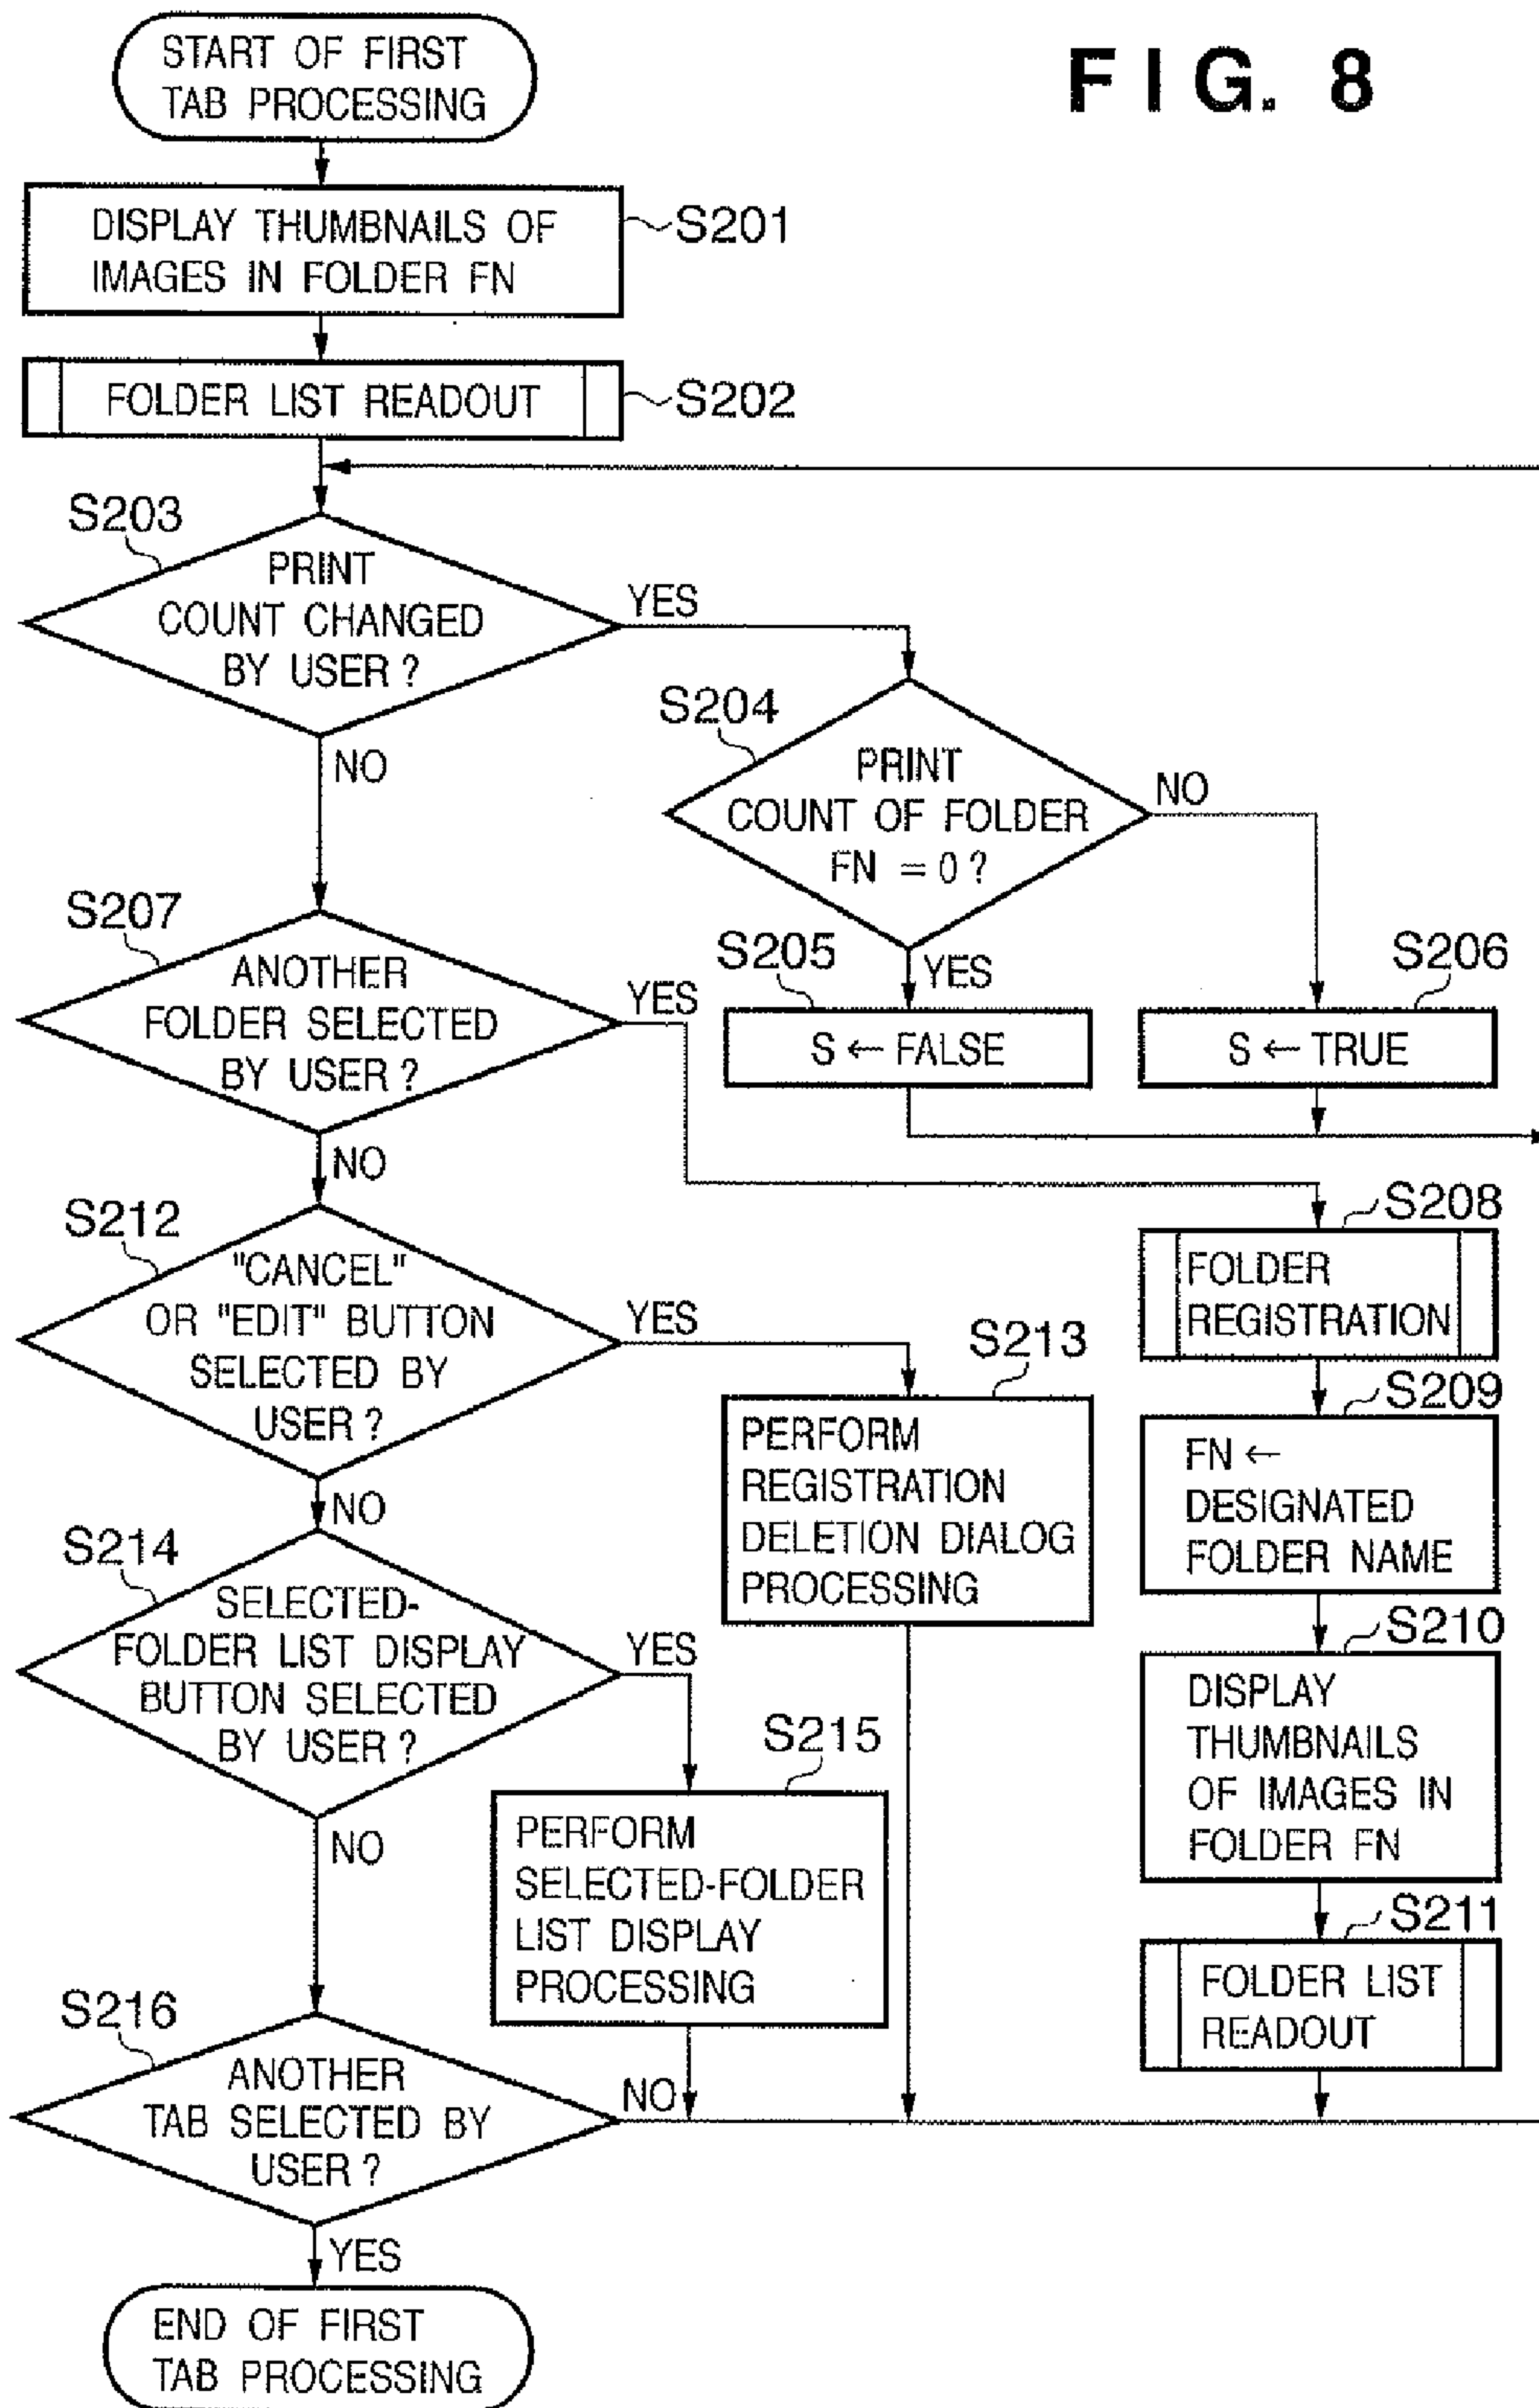 FIG. 8
START OF FIRST
TAB PROCESSING
DISPLAY THUMBNAILS OF
IMAGES IN FOLDER FN
S201
FOLDER LIST READOUT
S202
S203
PRINT
COUNT CHANGED
BY USER ?
YES
NO
S204
PRINT
COUNT OF FOLDER
FN = 0 ?
NO
YES
S205
S ← FALSE
S206
S ← TRUE
S207
ANOTHER
FOLDER SELECTED
BY USER ?
YES
NO
S208
FOLDER
REGISTRATION
S209
FN ←
DESIGNATED
FOLDER NAME
S210
DISPLAY
THUMBNAILS
OF IMAGES IN
FOLDER FN
S211
FOLDER LIST
READOUT
S212
"CANCEL"
OR "EDIT" BUTTON
SELECTED BY
USER ?
YES
NO
S213
PERFORM
REGISTRATION
DELETION DIALOG
PROCESSING
S214
SELECTED-
FOLDER LIST DISPLAY
BUTTON SELECTED
BY USER ?
YES
NO
S215
PERFORM
SELECTED-FOLDER
LIST DISPLAY
PROCESSING
S216
ANOTHER
TAB SELECTED BY
USER ?
NO
YES
END OF FIRST
TAB PROCESSING